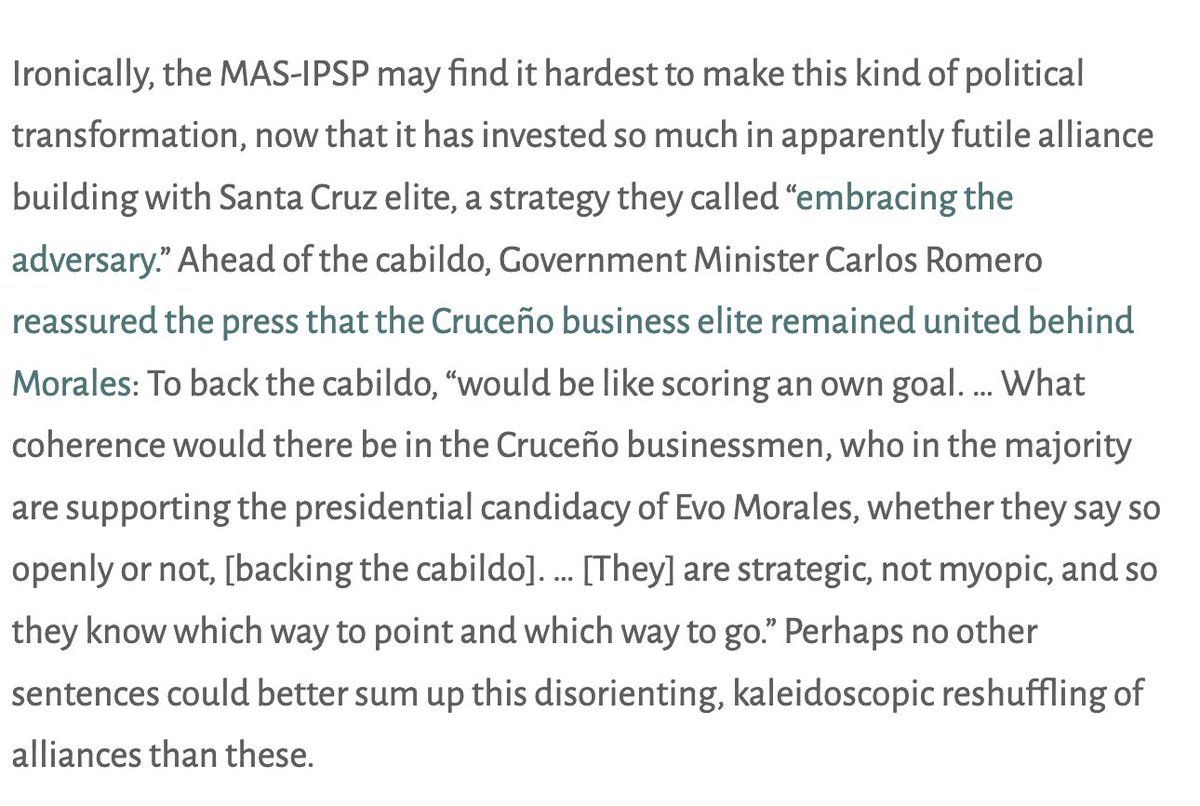 Ironically, the MAS-IPSP may find it hardest to make this kind of political
transformation, now that it has invested so much in apparently futile alliance
building with Santa Cruz elite, a strategy they called “embracing the
adversary.” Ahead of the cabildo, Government Minister Carlos Romero
reassured the press that the Cruceño business elite remained united behind
Morales: To back the cabildo, “would be like scoring an own goal. … What
coherence would there be in the Cruceño businessmen, who in the majority
are supporting the presidential candidacy of Evo Morales, whether they say so
openly or not, [backing the cabildo]. … [They] are strategic, not myopic, and so
they know which way to point and which way to go.” Perhaps no other
sentences could better sum up this disorienting, kaleidoscopic reshuffling of
alliances than these.